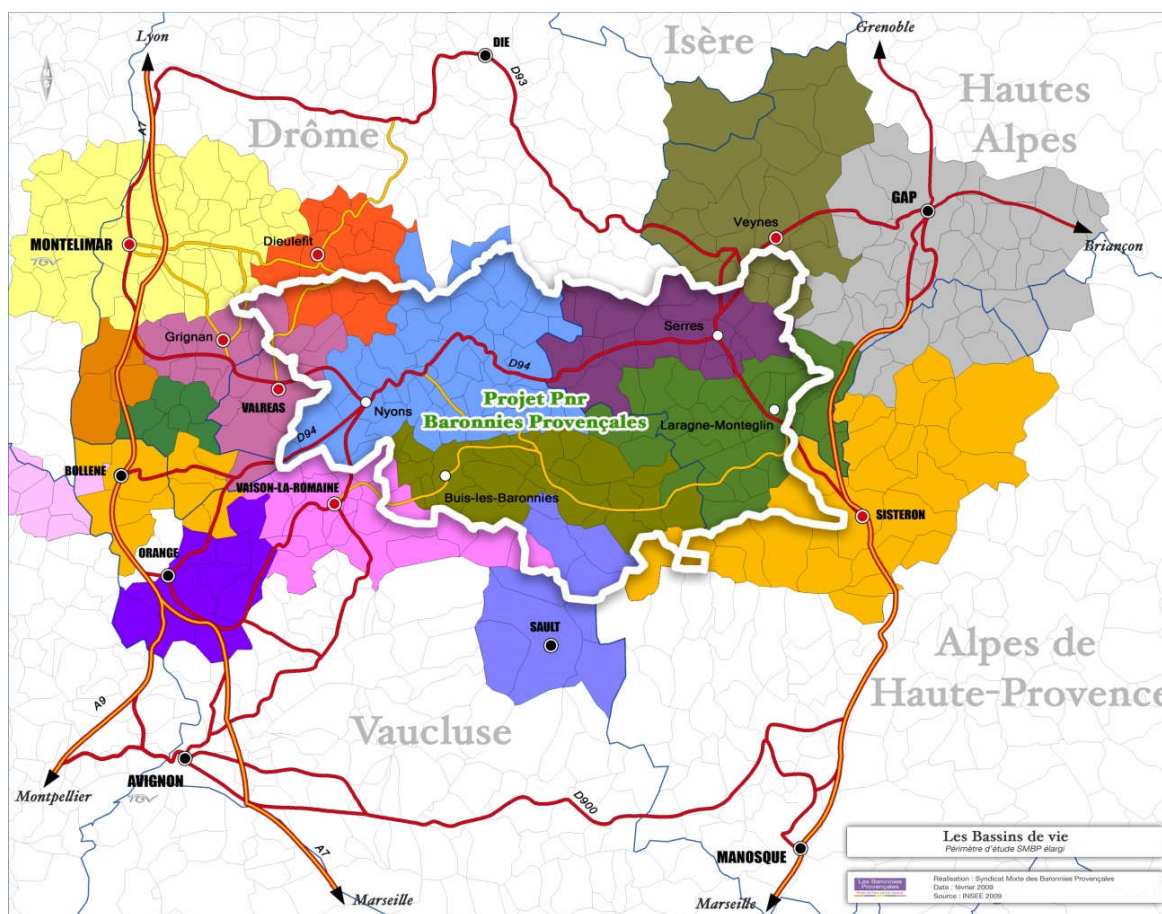 Lyon
DIE
Isère
Grenoble
D93
Hautes
Alpes
A7
Drôme
GAP
Veynes
Dieulefit
MONTELIMAR
TGV
Briançon
Grignan
Serres
D94
VALREAS
Projet Pnr
Baronnies Provençales
Nyons
Laragne-Monteglin
D94
BOLLENE
VAISON-LA-ROMAINE
Buis-les-Baronnies
SISTERON
ORANGE
SAULT
Alpes de
Haute-Provence
A9
Vaucluse
AVIGNON
TGV
Montpellier
D900
A7
MANOSQUE
Marseille
Marseille
Les Bassins de vie
Périmètre d'étude SMBP élargi
Les Baronnies
Provençales
Réalisation : Syndicat Mixte des Baronnies Provençales
Date : février 2009
Source : INSEE 2009